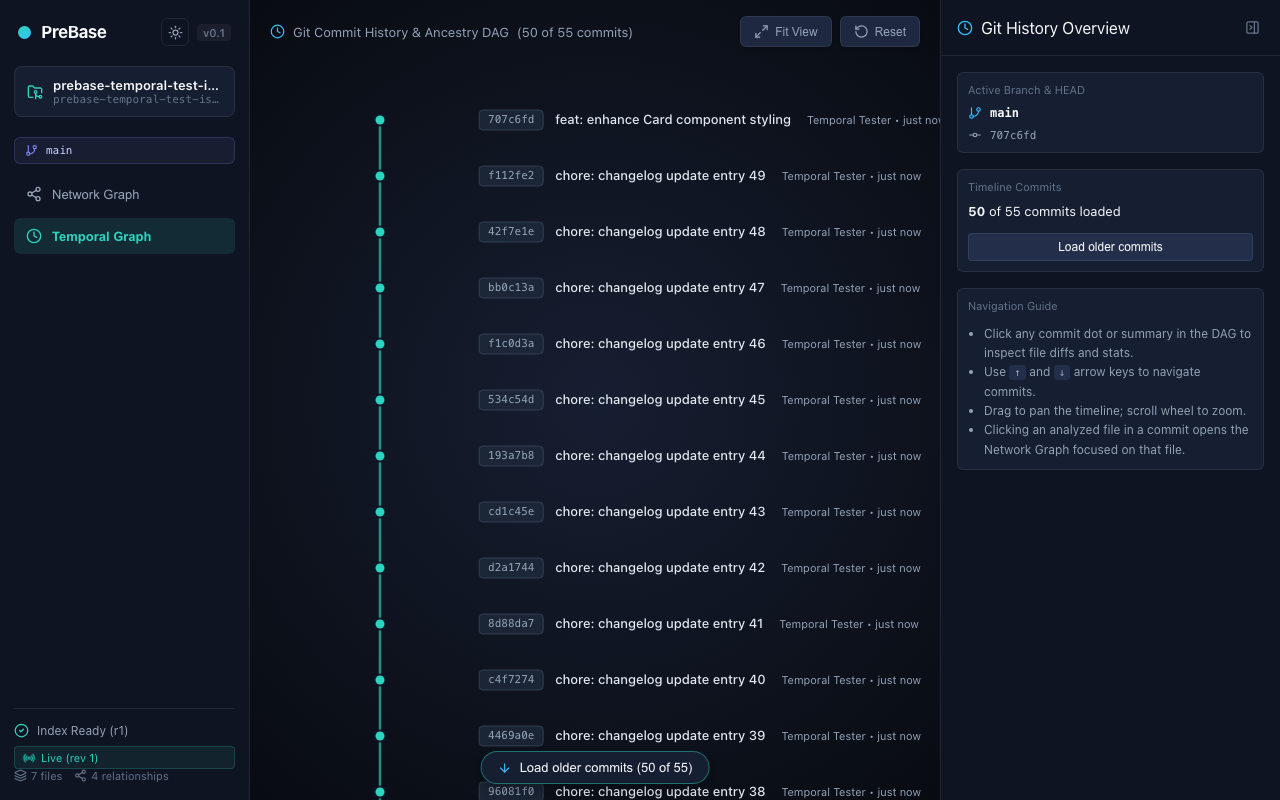 PreBase
v0.1
prebase-temporal-test-i...
prebase-temporal-test-is…
main
Network Graph
Temporal Graph
Index Ready (r1)
Live (rev 1)
7 files
4 relationships
Git Commit History & Ancestry DAG (50 of 55 commits)
Fit View
Reset
707c6fd feat: enhance Card component styling Temporal Tester • just now
f112fe2 chore: changelog update entry 49 Temporal Tester • just now
42f7e1e chore: changelog update entry 48 Temporal Tester • just now
bb0c13a chore: changelog update entry 47 Temporal Tester • just now
f1c0d3a chore: changelog update entry 46 Temporal Tester • just now
534c54d chore: changelog update entry 45 Temporal Tester • just now
193a7b8 chore: changelog update entry 44 Temporal Tester • just now
cd1c45e chore: changelog update entry 43 Temporal Tester • just now
d2a1744 chore: changelog update entry 42 Temporal Tester • just now
8d88da7 chore: changelog update entry 41 Temporal Tester • just now
c4f7274 chore: changelog update entry 40 Temporal Tester • just now
4469a0e chore: changelog update entry 39 Temporal Tester • just now
Load older commits (50 of 55)
96081f0 chore: changelog update entry 38 Temporal Tester • just now
Git History Overview
Active Branch & HEAD
main
707c6fd
Timeline Commits
50 of 55 commits loaded
Load older commits
Navigation Guide
• Click any commit dot or summary in the DAG to
inspect file diffs and stats.
• Use ↑ and ↓ arrow keys to navigate
commits.
• Drag to pan the timeline; scroll wheel to zoom.
• Clicking an analyzed file in a commit opens the
Network Graph focused on that file.